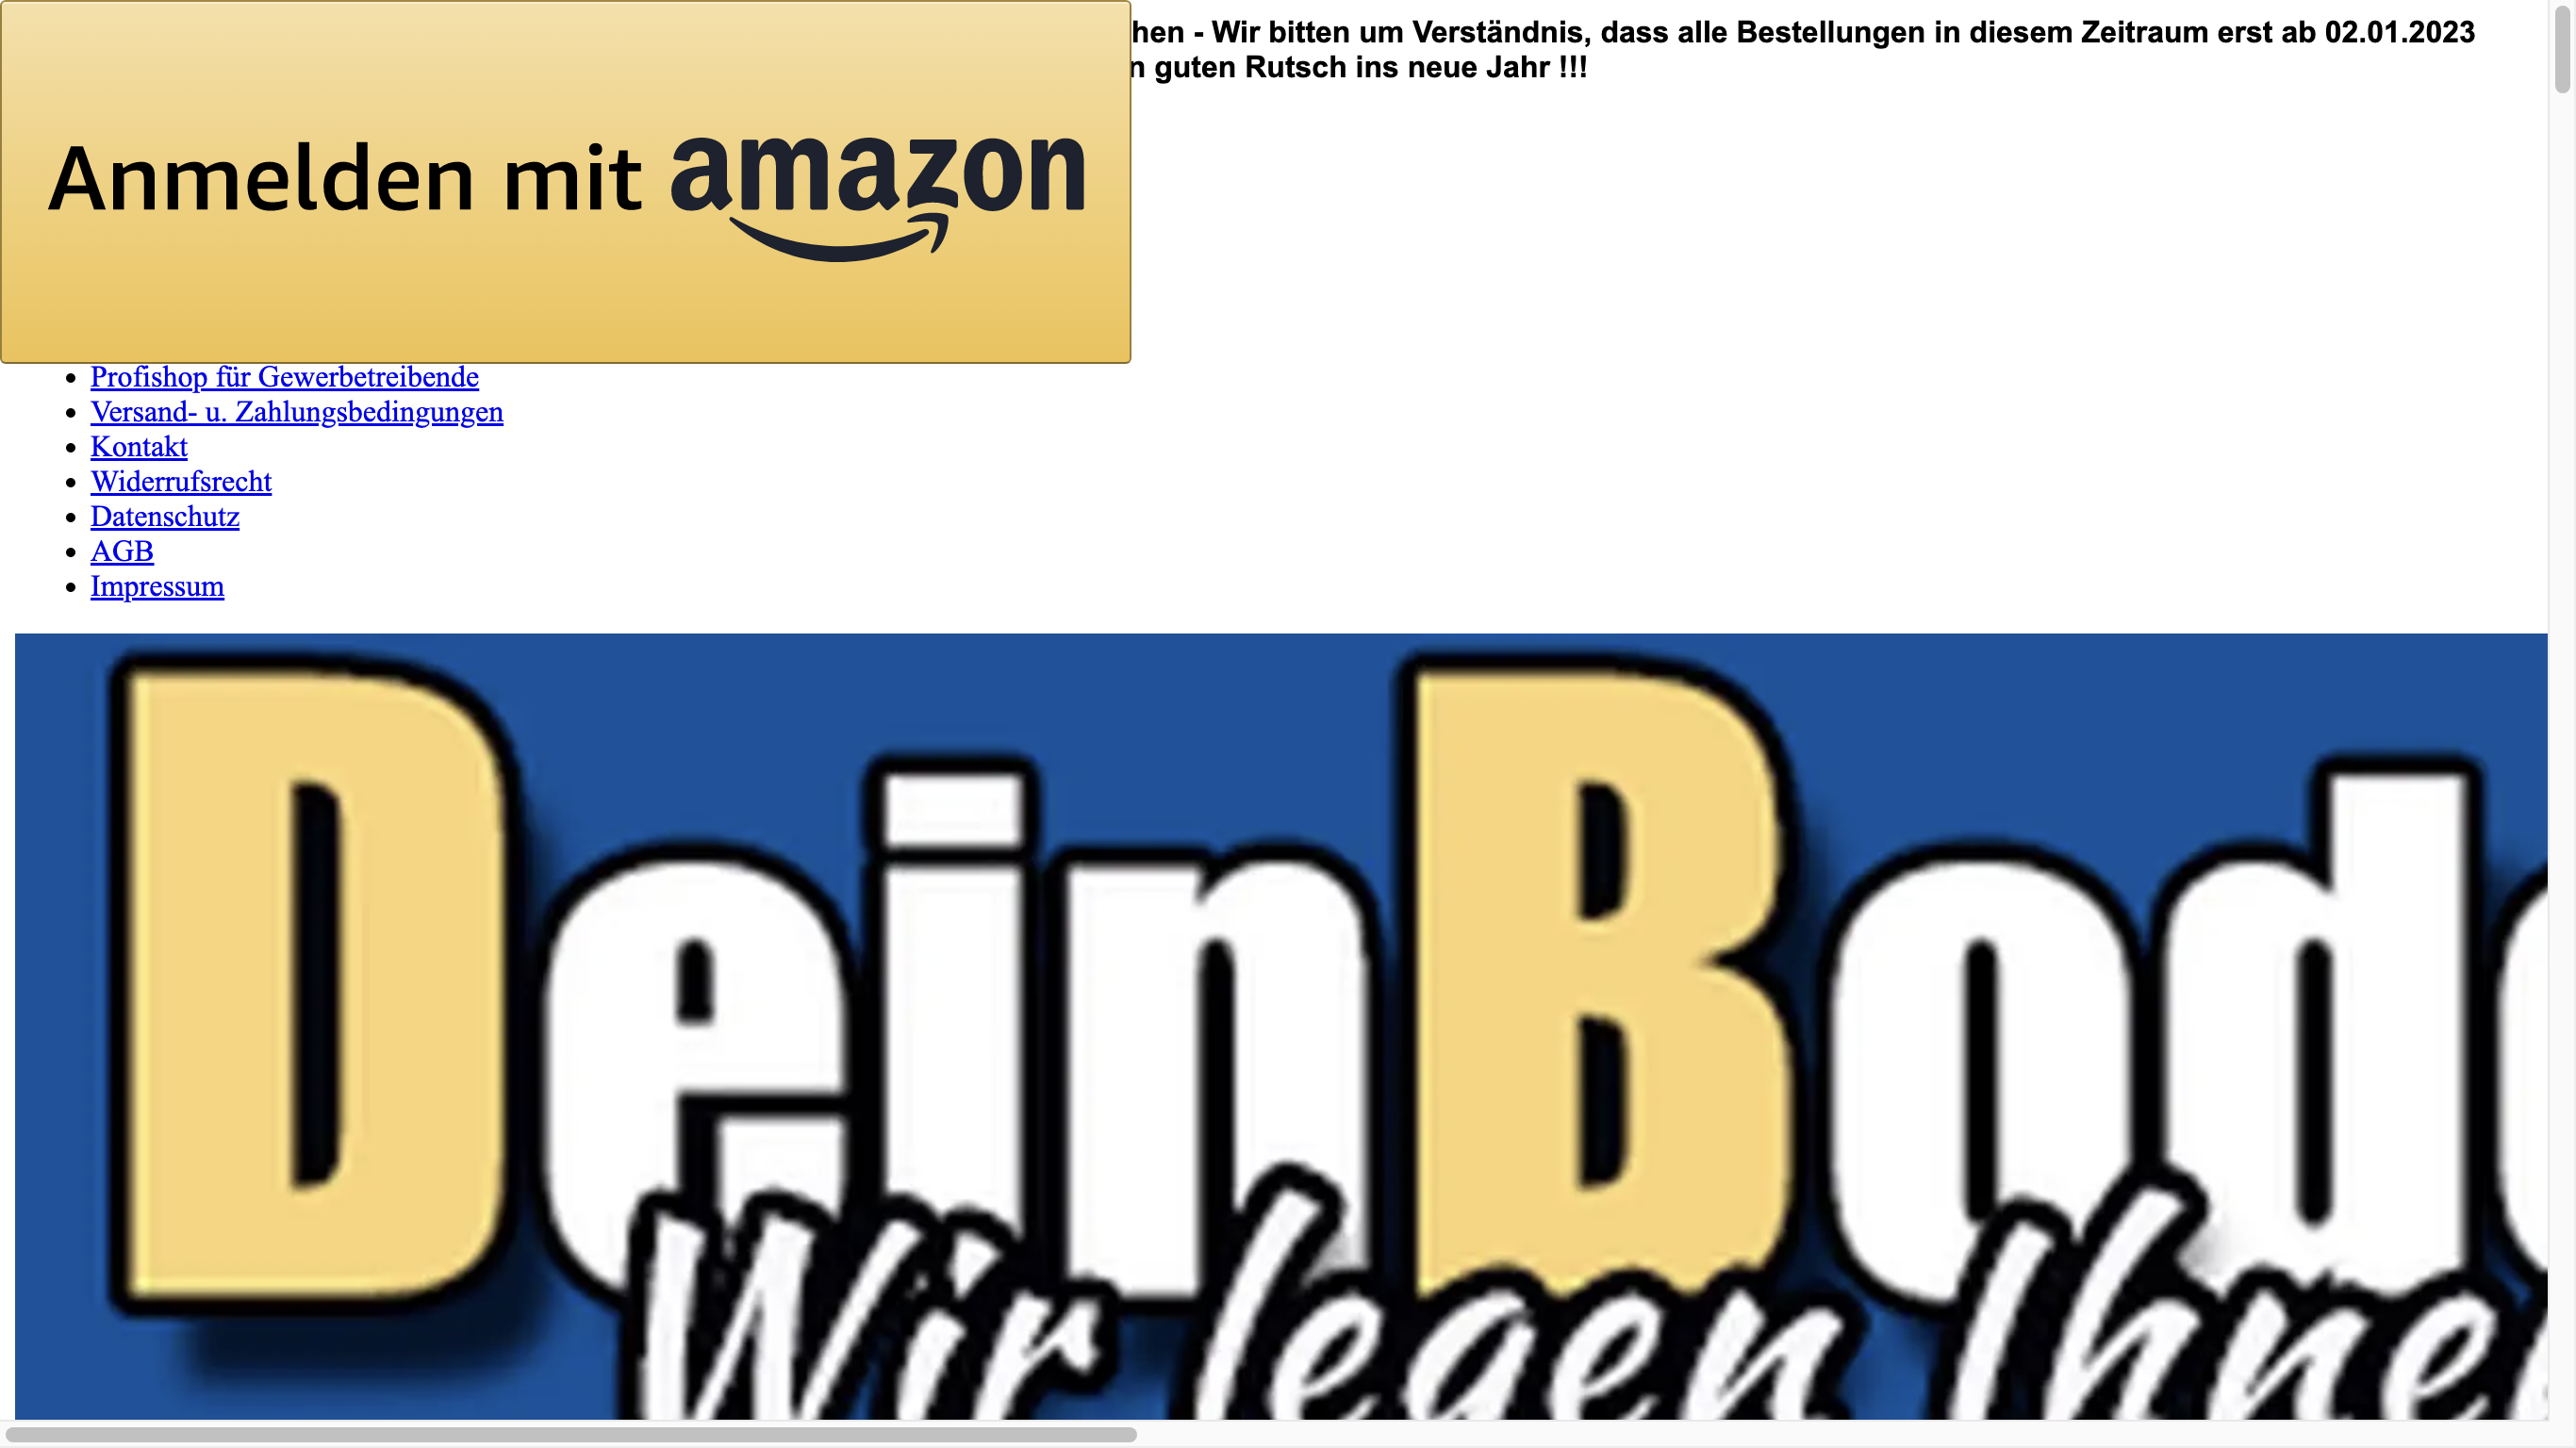 hen - Wir bitten um Verständnis, dass alle Bestellungen in diesem Zeitraum erst ab 02.01.2023
n guten Rutsch ins neue Jahr !!!
Anmelden mit amazon
Profishop für Gewerbetreibende
Versand- u. Zahlungsbedingungen
Kontakt
Widerrufsrecht
Datenschutz
AGB
Impressum
DeinBod
Wir legen Ihne